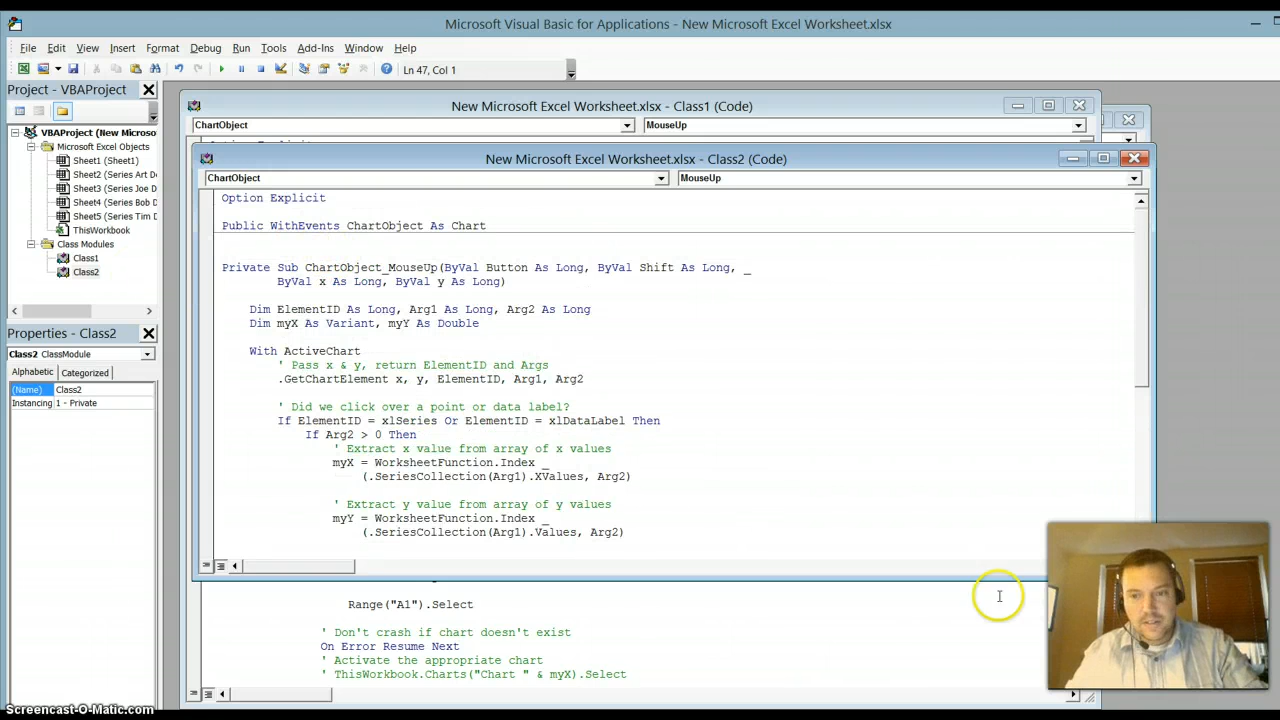 Microsoft Visual Basic for Applications - New Microsoft Excel Worksheet.xlsx
File Edit View Insert Format Debug Run Tools Add-Ins Window Help
Ln 47, Col 1
Project - VBAProject
VBAProject (New Microso
Microsoft Excel Objects
Sheet1 (Sheet1)
Sheet2 (Series Art D
Sheet3 (Series Joe D
Sheet4 (Series Bob D
Sheet5 (Series Tim D
ThisWorkbook
Class Modules
Class1
Class2
Properties - Class2
Class2 ClassModule
Alphabetic Categorized
(Name) Class2
Instancing 1 - Private
New Microsoft Excel Worksheet.xlsx - Class1 (Code)
ChartObject MouseUp
New Microsoft Excel Worksheet.xlsx - Class2 (Code)
ChartObject MouseUp
Option Explicit
Public WithEvents ChartObject As Chart
Private Sub ChartObject_MouseUp(ByVal Button As Long, ByVal Shift As Long, _
ByVal x As Long, ByVal y As Long)
Dim ElementID As Long, Arg1 As Long, Arg2 As Long
Dim myX As Variant, myY As Double
With ActiveChart
' Pass x & y, return ElementID and Args
.GetChartElement x, y, ElementID, Arg1, Arg2
' Did we click over a point or data label?
If ElementID = xlSeries Or ElementID = xlDataLabel Then
If Arg2 > 0 Then
' Extract x value from array of x values
myX = WorksheetFunction.Index _
(.SeriesCollection(Arg1).XValues, Arg2)
' Extract y value from array of y values
myY = WorksheetFunction.Index _
(.SeriesCollection(Arg1).Values, Arg2)
Range("A1").Select
' Don't crash if chart doesn't exist
On Error Resume Next
' Activate the appropriate chart
' ThisWorkbook.Charts("Chart " & myX).Select
Screencast-O-Matic.com